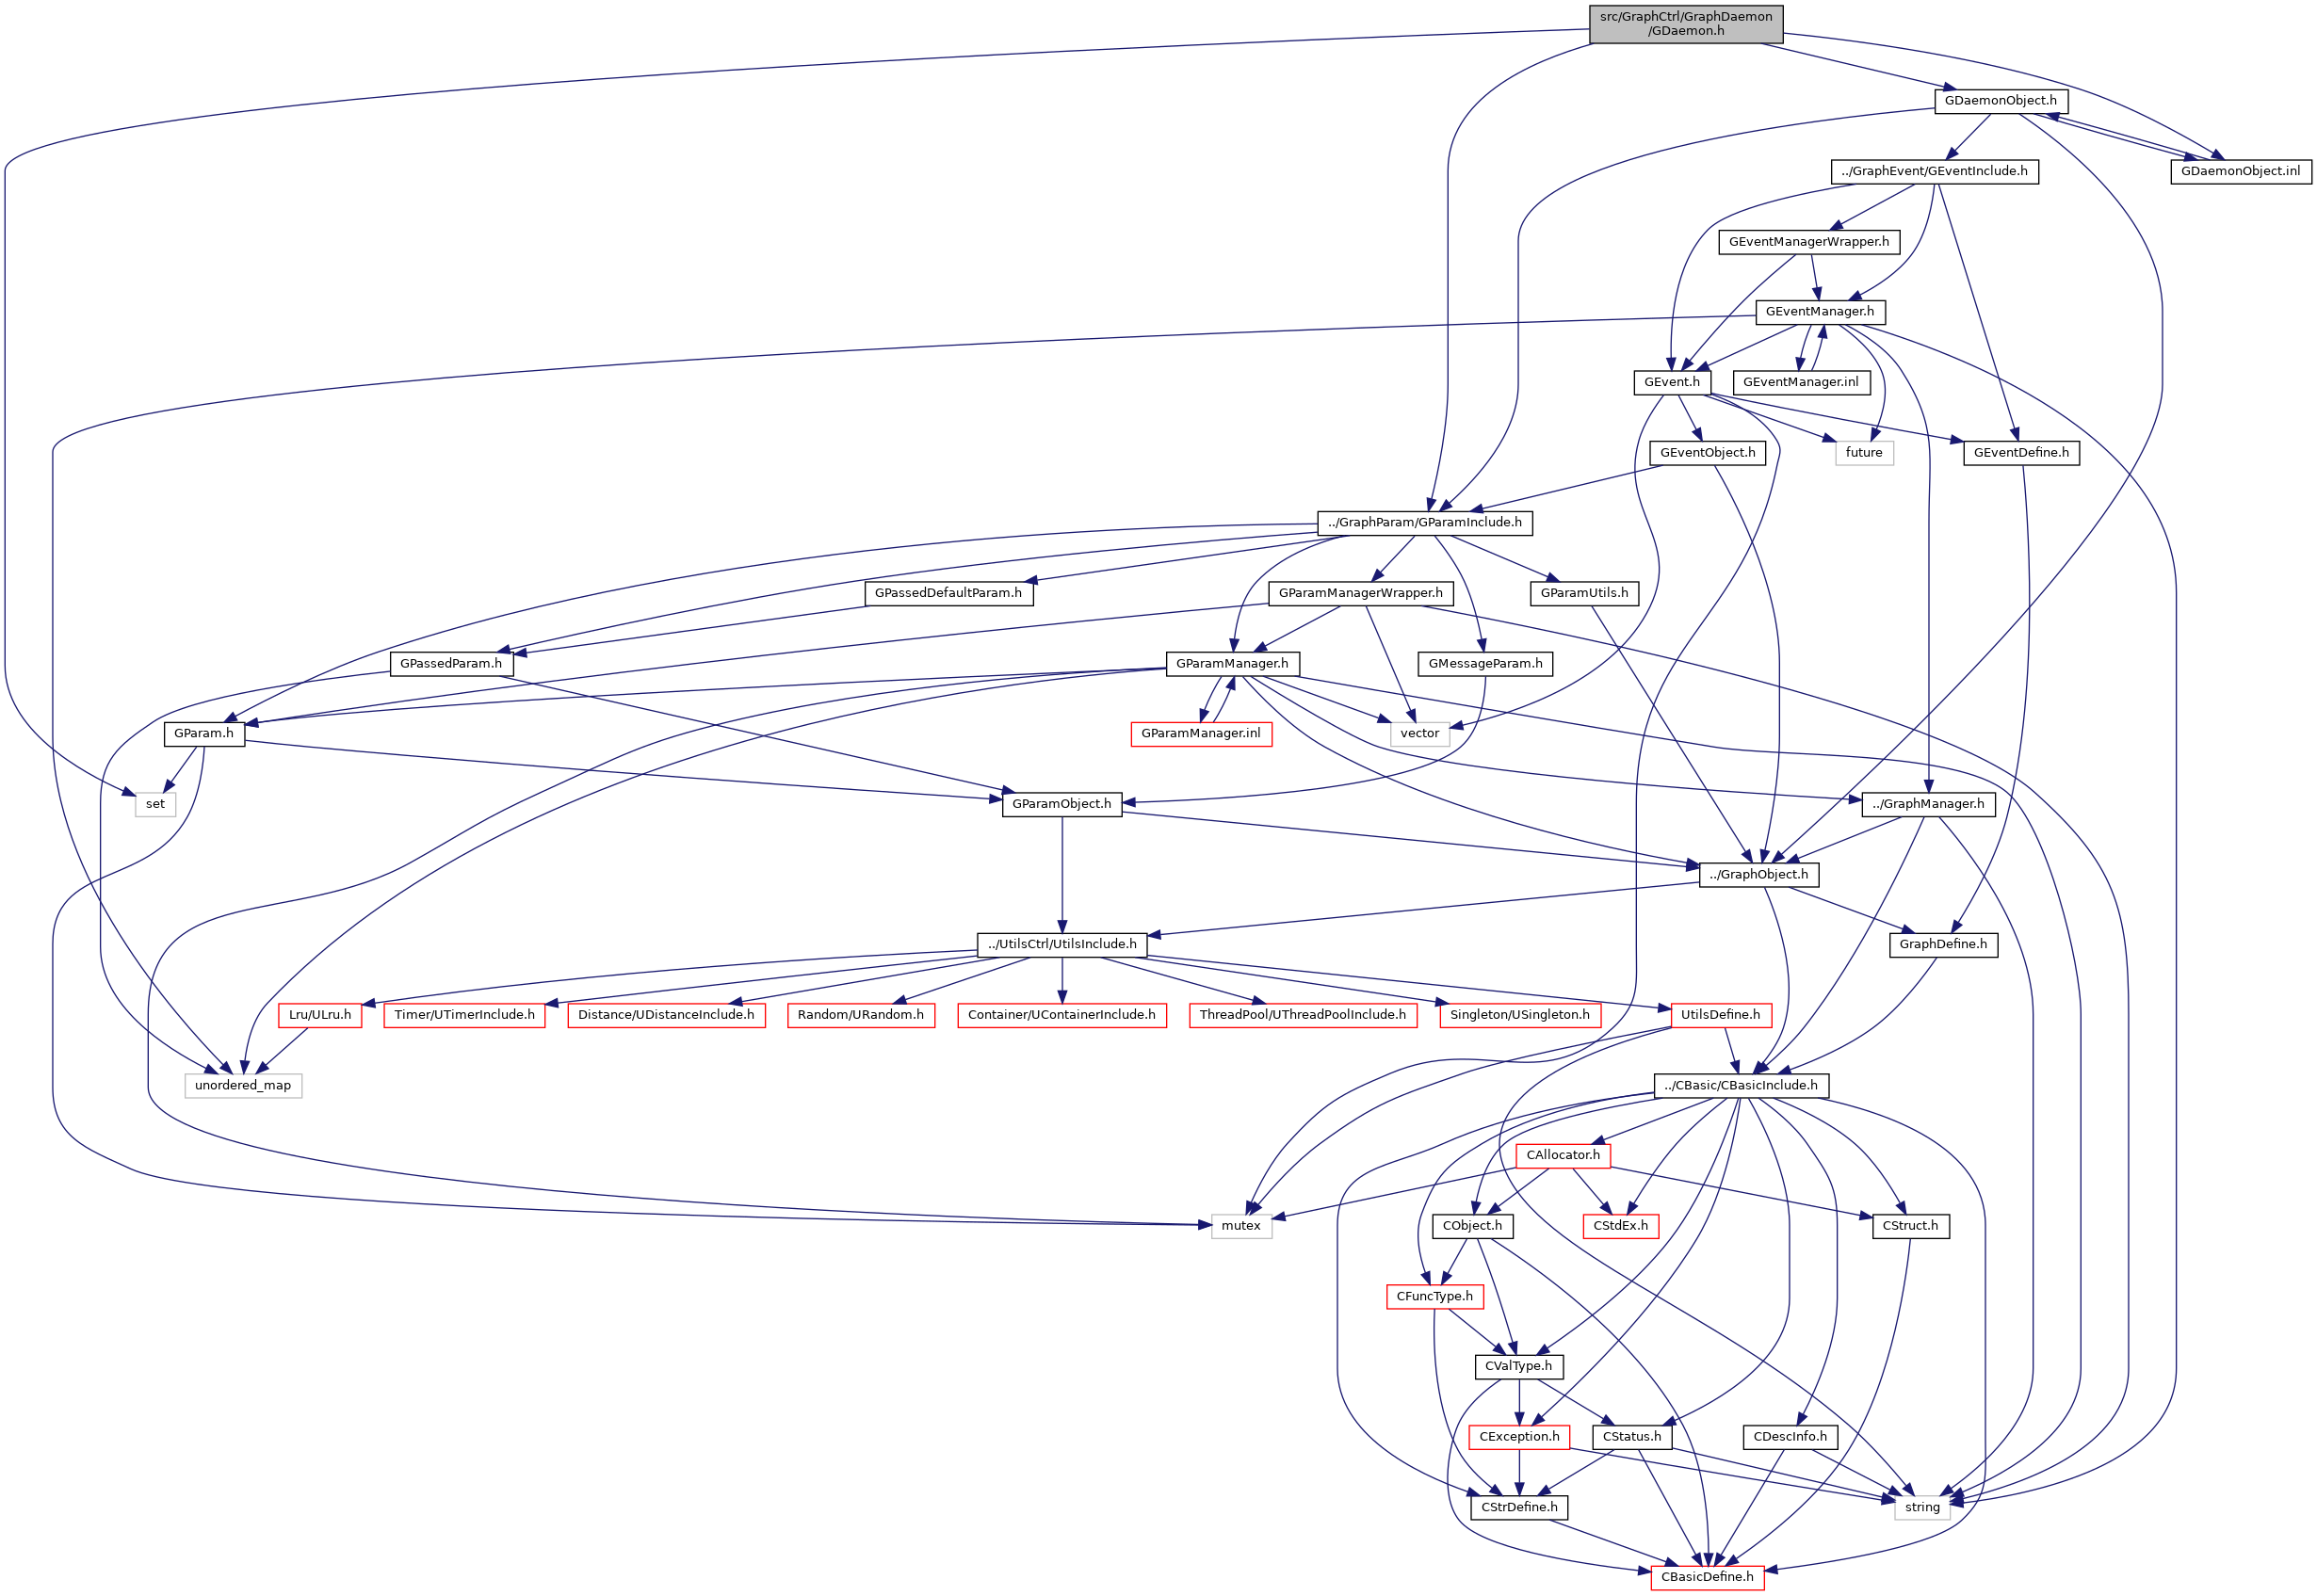 src/GraphCtrl/GraphDaemon
/GDaemon.h
GDaemonObject.h
../GraphEvent/GEventInclude.h
GDaemonObject.inl
GEventManagerWrapper.h
GEventManager.h
GEvent.h
GEventManager.inl
GEventObject.h
future
GEventDefine.h
../GraphParam/GParamInclude.h
GPassedDefaultParam.h
GParamManagerWrapper.h
GParamUtils.h
GPassedParam.h
GParamManager.h
GMessageParam.h
GParam.h
GParamManager.inl
vector
set
GParamObject.h
../GraphManager.h
../GraphObject.h
../UtilsCtrl/UtilsInclude.h
GraphDefine.h
Lru/ULru.h
Timer/UTimerInclude.h
Distance/UDistanceInclude.h
Random/URandom.h
Container/UContainerInclude.h
ThreadPool/UThreadPoolInclude.h
Singleton/USingleton.h
UtilsDefine.h
unordered_map
../CBasic/CBasicInclude.h
CAllocator.h
mutex
CObject.h
CStdEx.h
CStruct.h
CFuncType.h
CValType.h
CException.h
CStatus.h
CDescInfo.h
CStrDefine.h
string
CBasicDefine.h